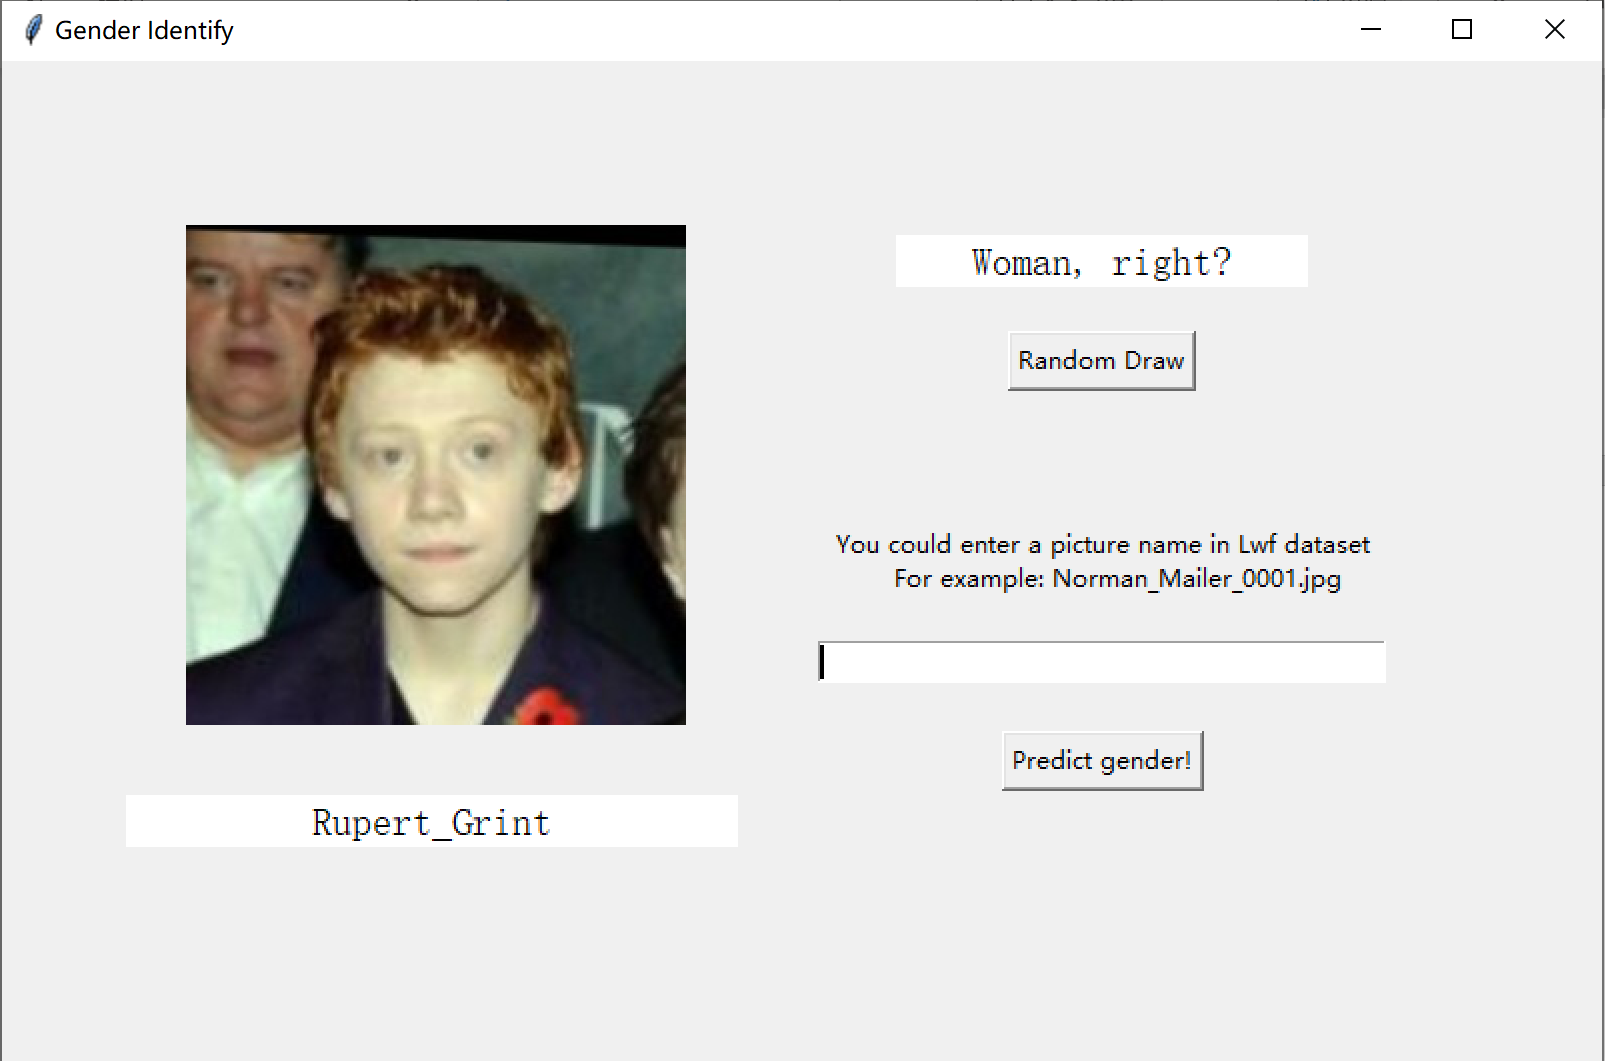 Gender Identify
Woman, right?
Random Draw
You could enter a picture name in Lwf dataset
For example: Norman_Mailer_0001.jpg
Predict gender!
Rupert_Grint